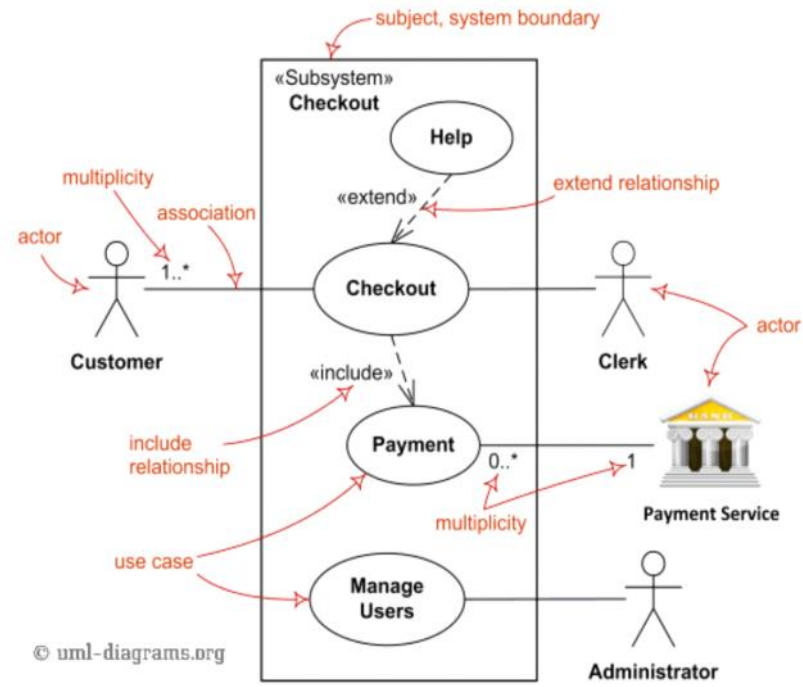 subject, system boundary
«Subsystem»
Checkout
Help
multiplicity
«extend»
extend relationship
association
actor
1..*
Checkout
actor
Customer
Clerk
«include»
include
relationship
Payment
0..*
1
BANK
multiplicity
Payment Service
use case
Manage
Users
© uml-diagrams.org
Administrator